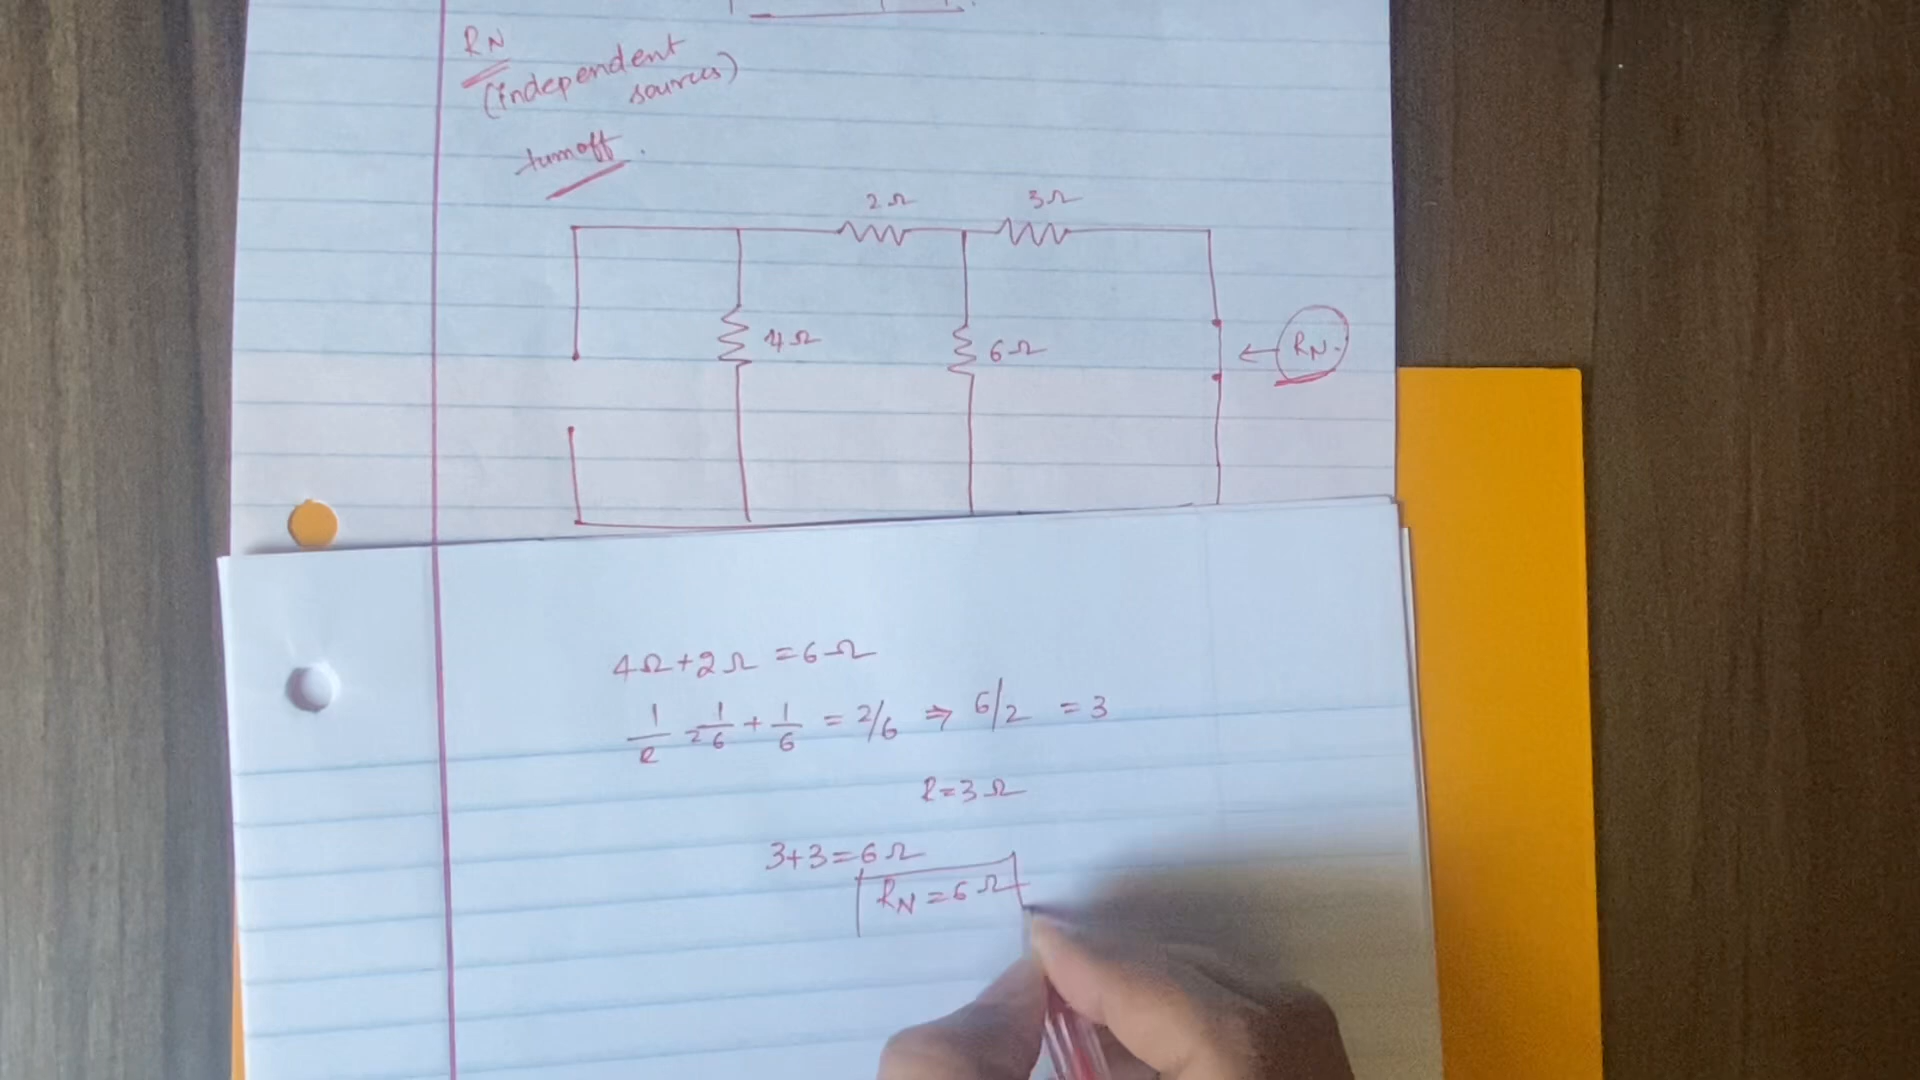 RN
(independent
sources)
turnoff.
2Ω 3Ω
4Ω
6Ω
RN.
4Ω+2Ω =6Ω
1/R 1/26 + 1/6 = 2/6 ⇒ 6/2 = 3
R=3Ω
3+3=6Ω
RN=6Ω